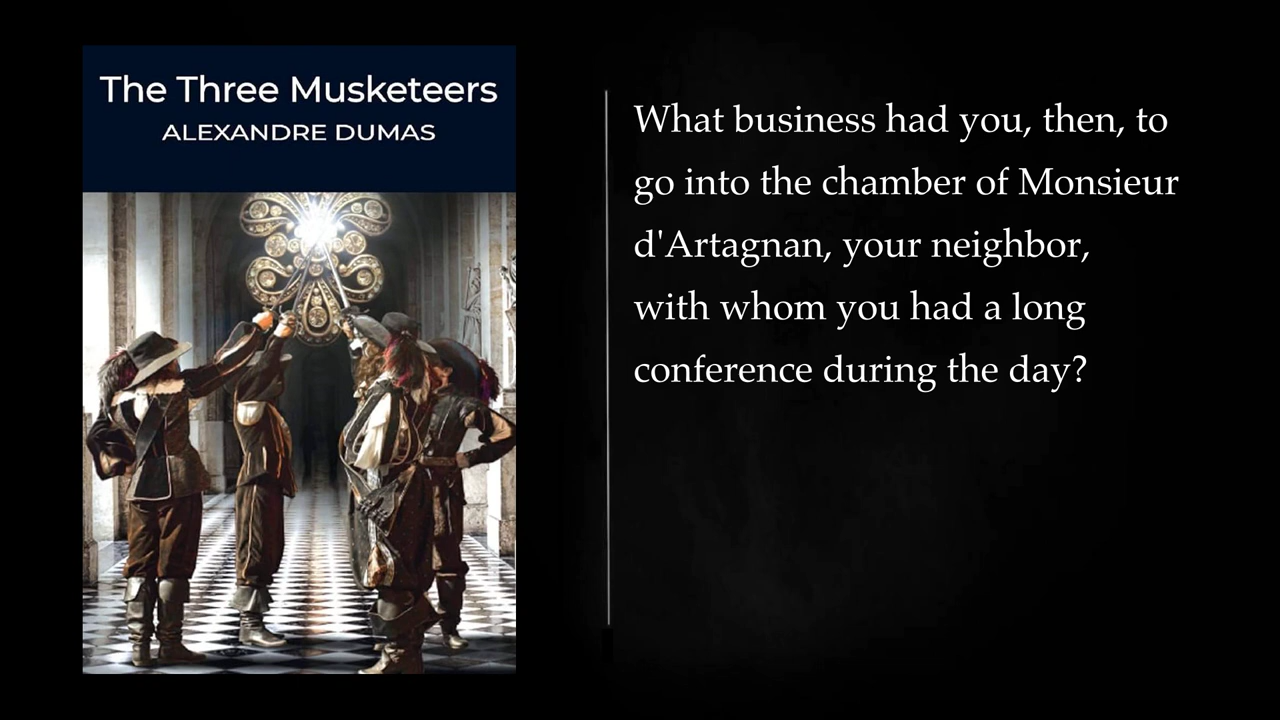 The Three Musketeers
ALEXANDRE DUMAS
What business had you, then, to
go into the chamber of Monsieur
d'Artagnan, your neighbor,
with whom you had a long
conference during the day?